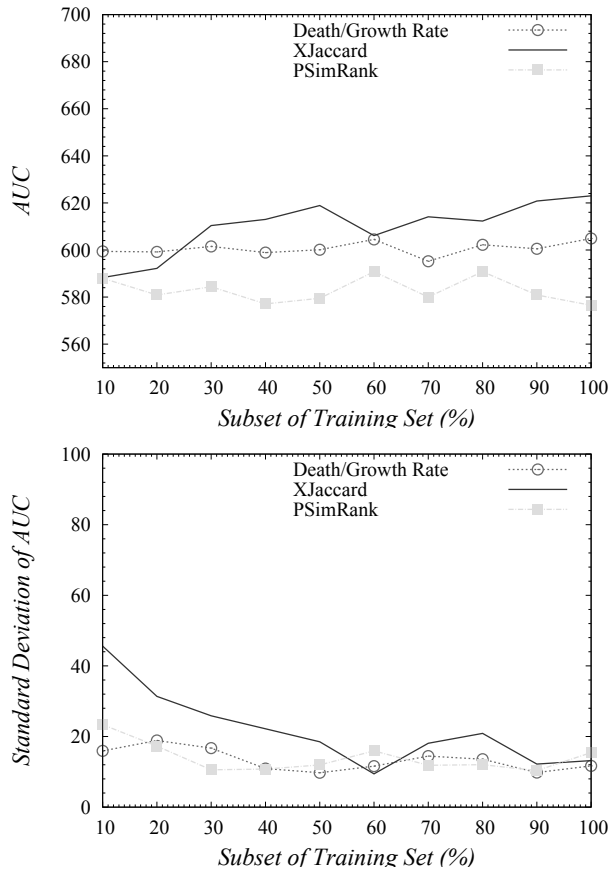 700
680
660
640
620
600
580
560
AUC
Death/Growth Rate
XJaccard
PSimRank
10 20 30 40 50 60 70 80 90 100
Subset of Training Set (%)
100
80
60
40
20
0
Standard Deviation of AUC
Death/Growth Rate
XJaccard
PSimRank
10 20 30 40 50 60 70 80 90 100
Subset of Training Set (%)